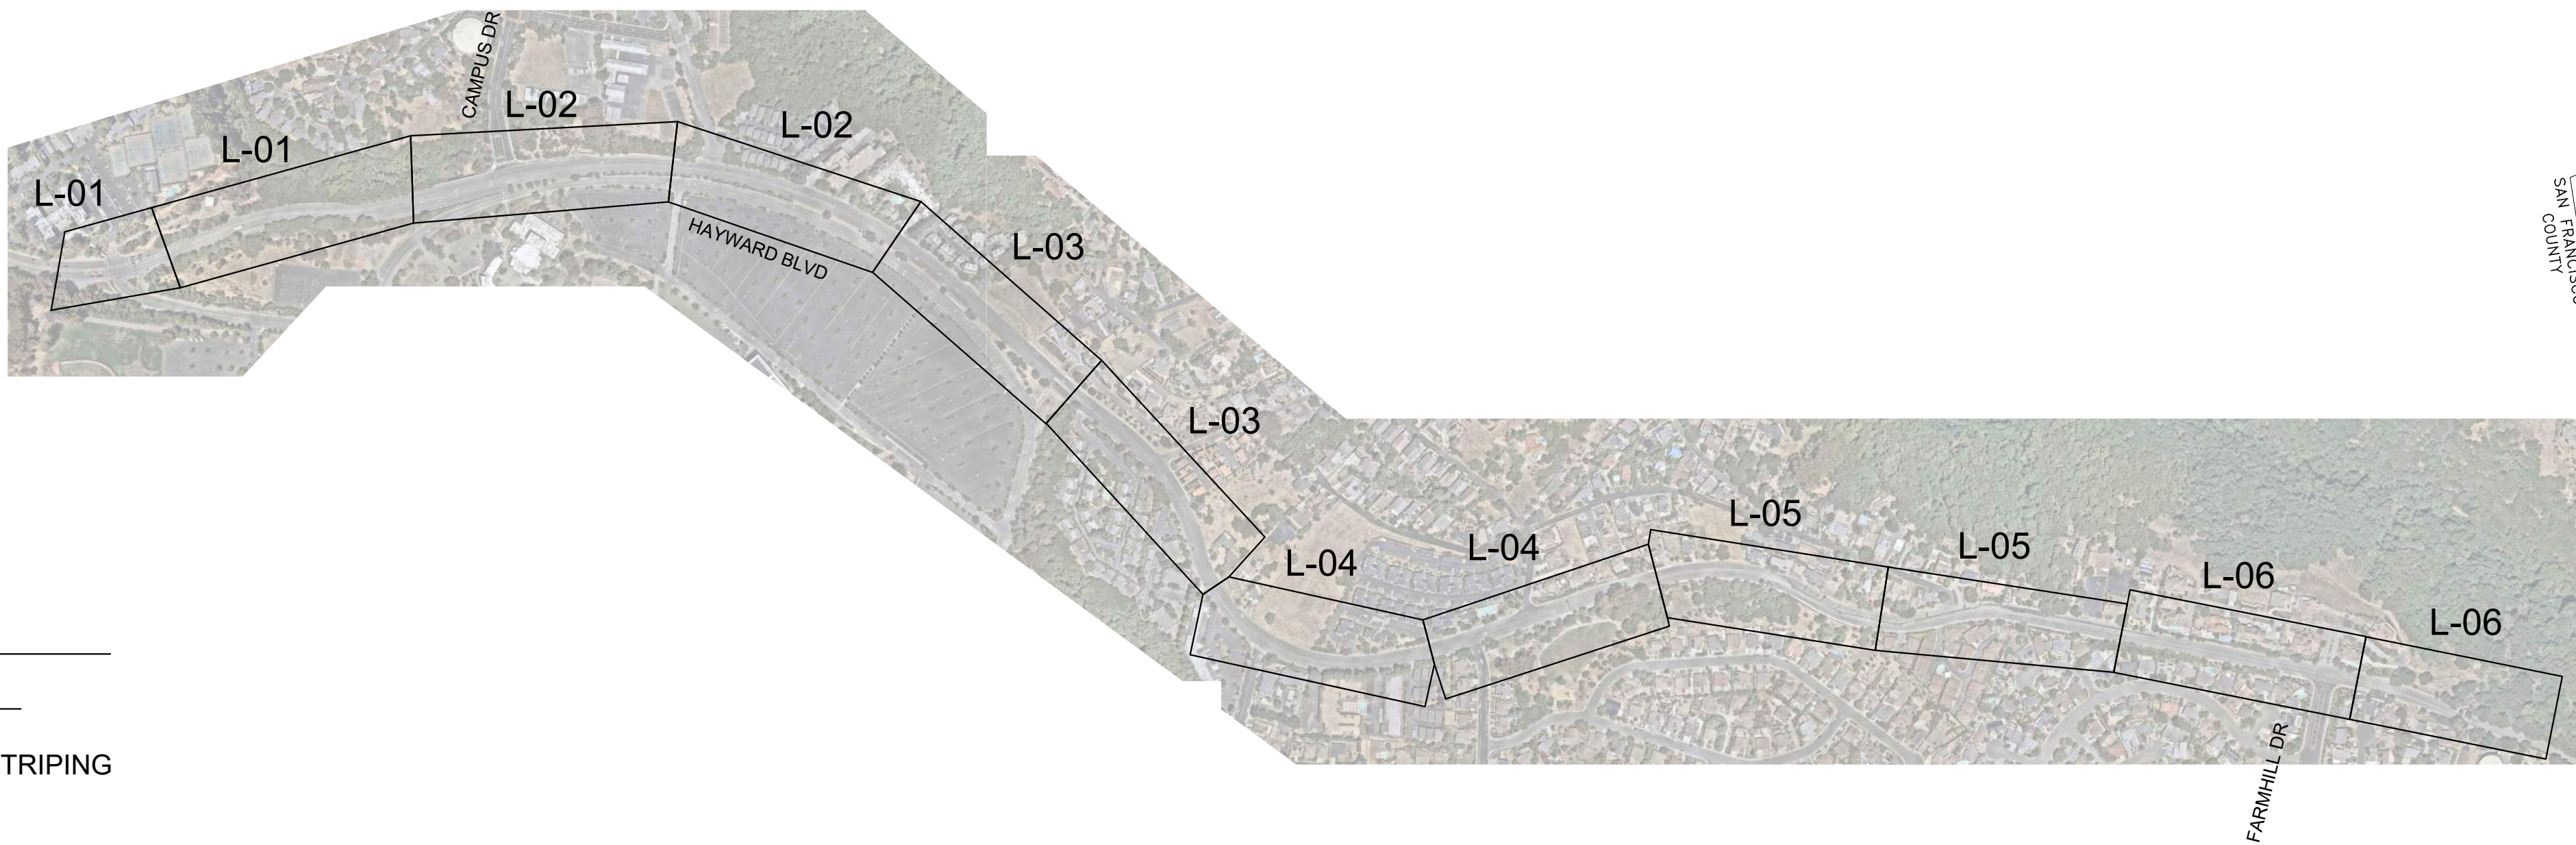 CAMPUS DR
L-02
L-02
L-01
L-01
HAYWARD BLVD
L-03
SAN FRANCISCO
COUNTY
L-03
L-04
L-04
L-05
L-05
L-06
L-06
TRIPING
FARMHILL DR